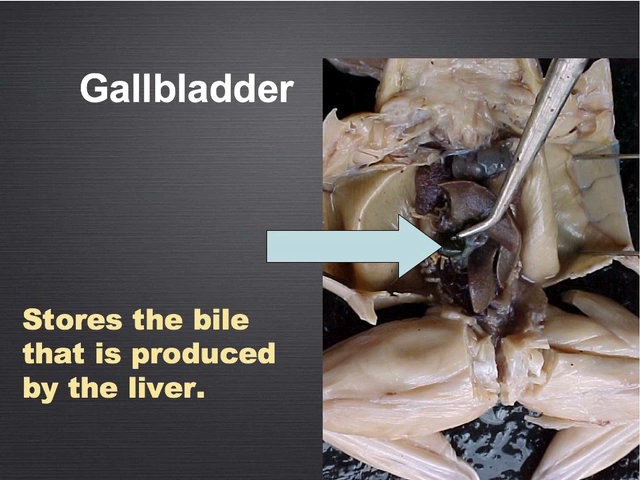 Gallbladder
Stores the bile
that is produced
by the liver.